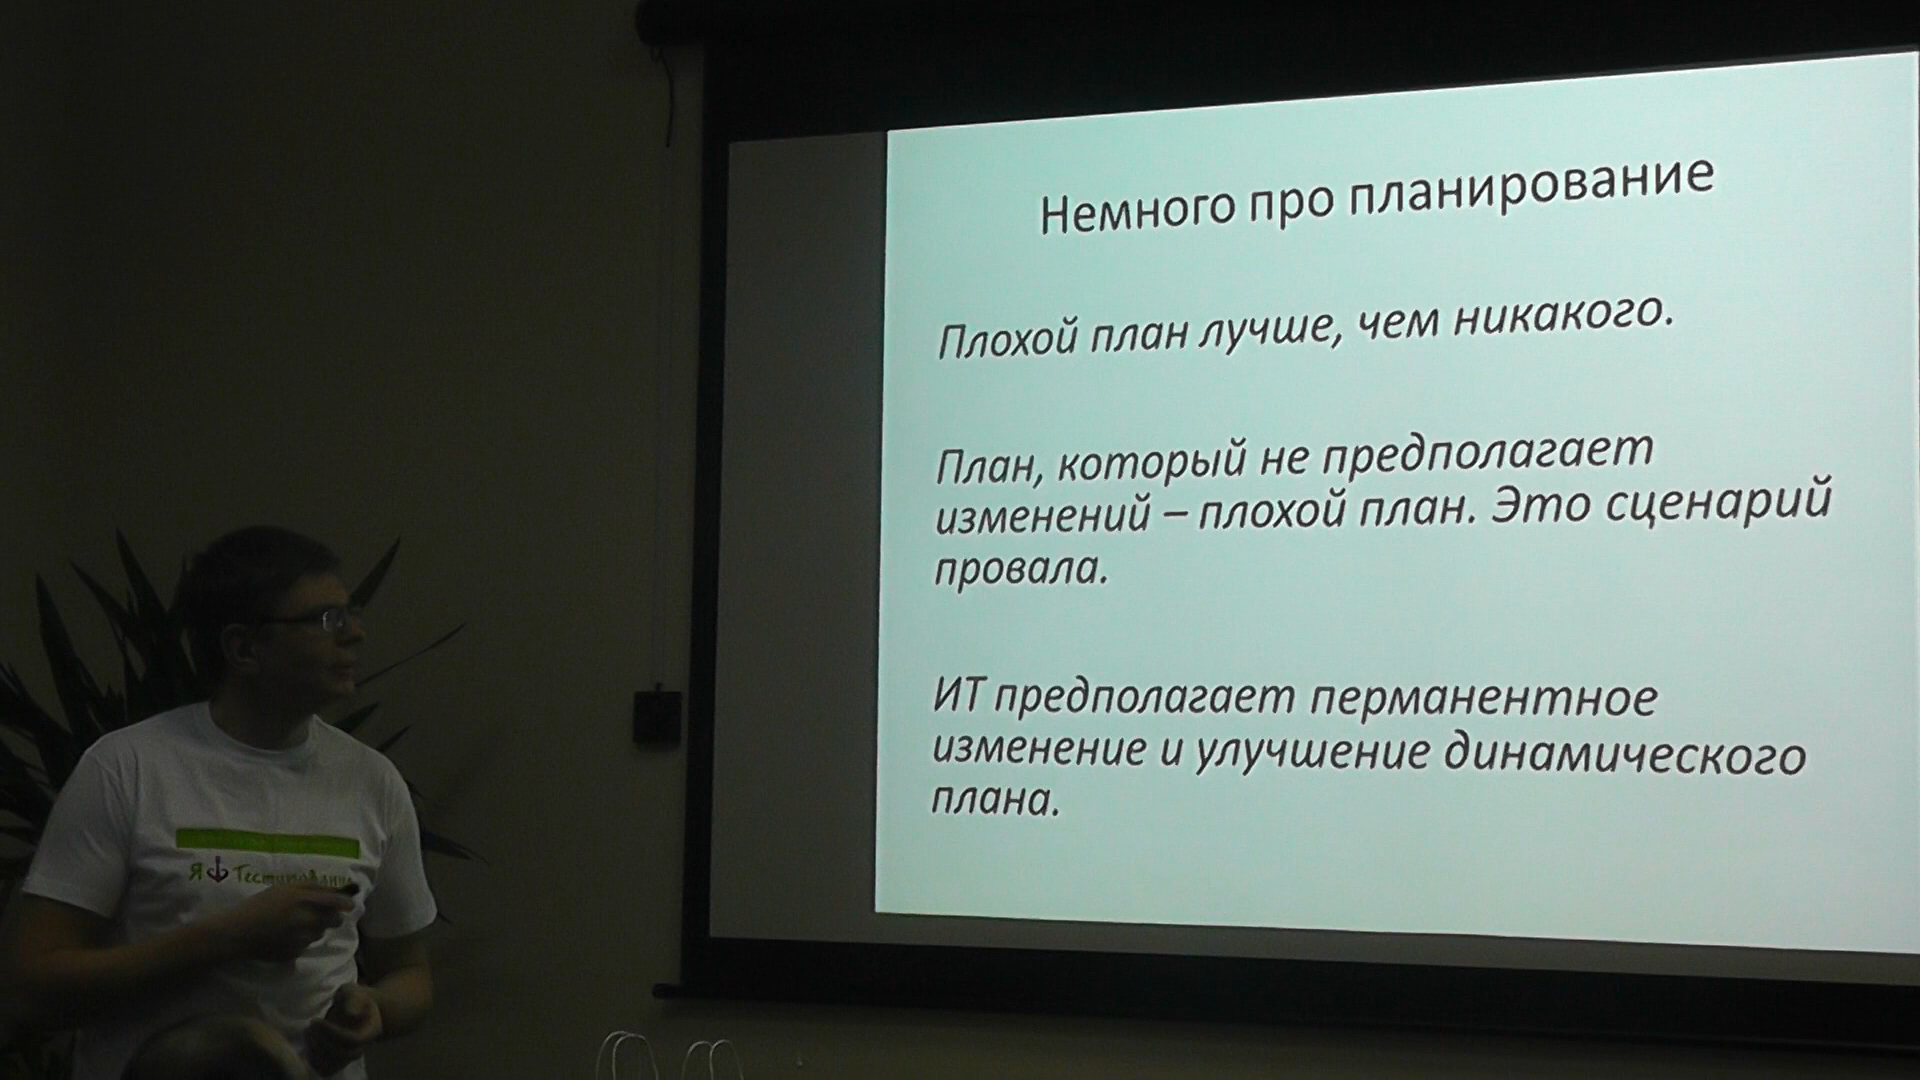 Немного про планирование
Плохой план лучше, чем никакого.
План, который не предполагает
изменений – плохой план. Это сценарий
провала.
ИТ предполагает перманентное
изменение и улучшение динамического
плана.
Я Тестирование